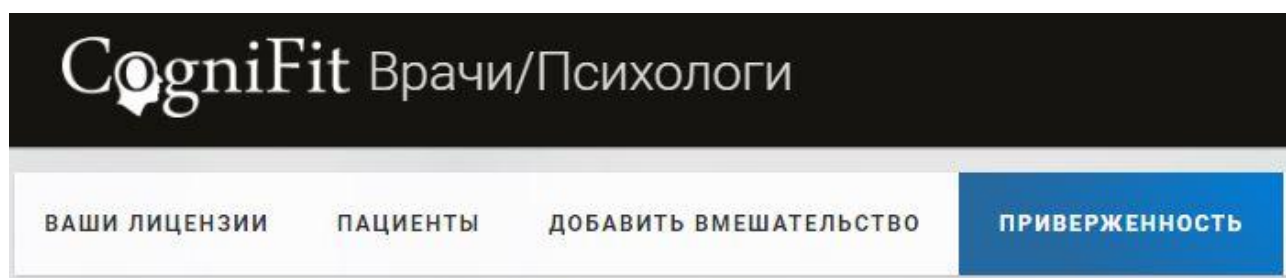 CogniFit Врачи/Психологи
ВАШИ ЛИЦЕНЗИИ ПАЦИЕНТЫ ДОБАВИТЬ ВМЕШАТЕЛЬСТВО ПРИВЕРЖЕННОСТЬ